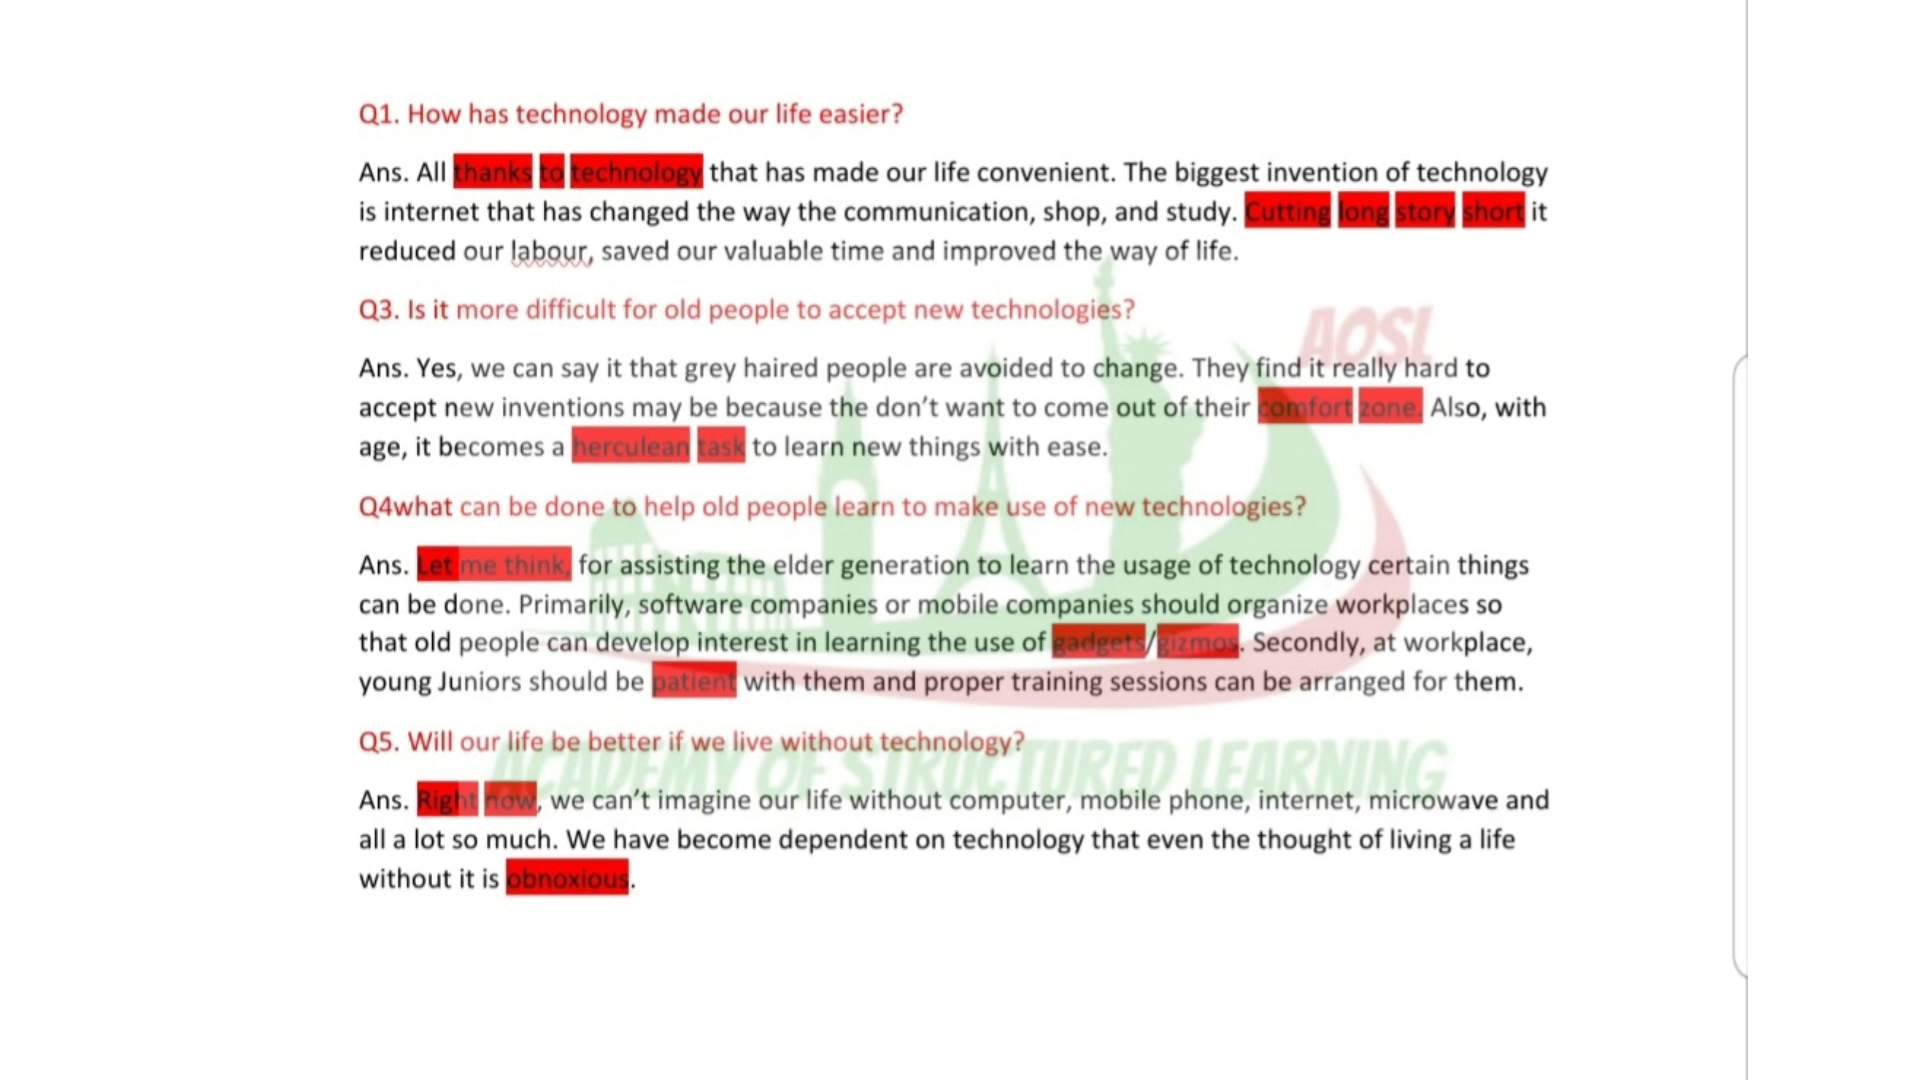 Q1. How has technology made our life easier?
Ans. All thanks to technology that has made our life convenient. The biggest invention of technology
is internet that has changed the way the communication, shop, and study. Cutting long story short it
reduced our labour, saved our valuable time and improved the way of life.
Q3. Is it more difficult for old people to accept new technologies?
AOSL
Ans. Yes, we can say it that grey haired people are avoided to change. They find it really hard to
accept new inventions may be because the don't want to come out of their comfort zone. Also, with
age, it becomes a herculean task to learn new things with ease.
Q4what can be done to help old people learn to make use of new technologies?
Ans. Let me think, for assisting the elder generation to learn the usage of technology certain things
can be done. Primarily, software companies or mobile companies should organize workplaces so
that old people can develop interest in learning the use of gadgets/gizmos. Secondly, at workplace,
young Juniors should be patient with them and proper training sessions can be arranged for them.
Q5. Will our life be better if we live without technology?
ACADEMY OF STRUCTURED LEARNING
Ans. Right now, we can't imagine our life without computer, mobile phone, internet, microwave and
all a lot so much. We have become dependent on technology that even the thought of living a life
without it is obnoxious.